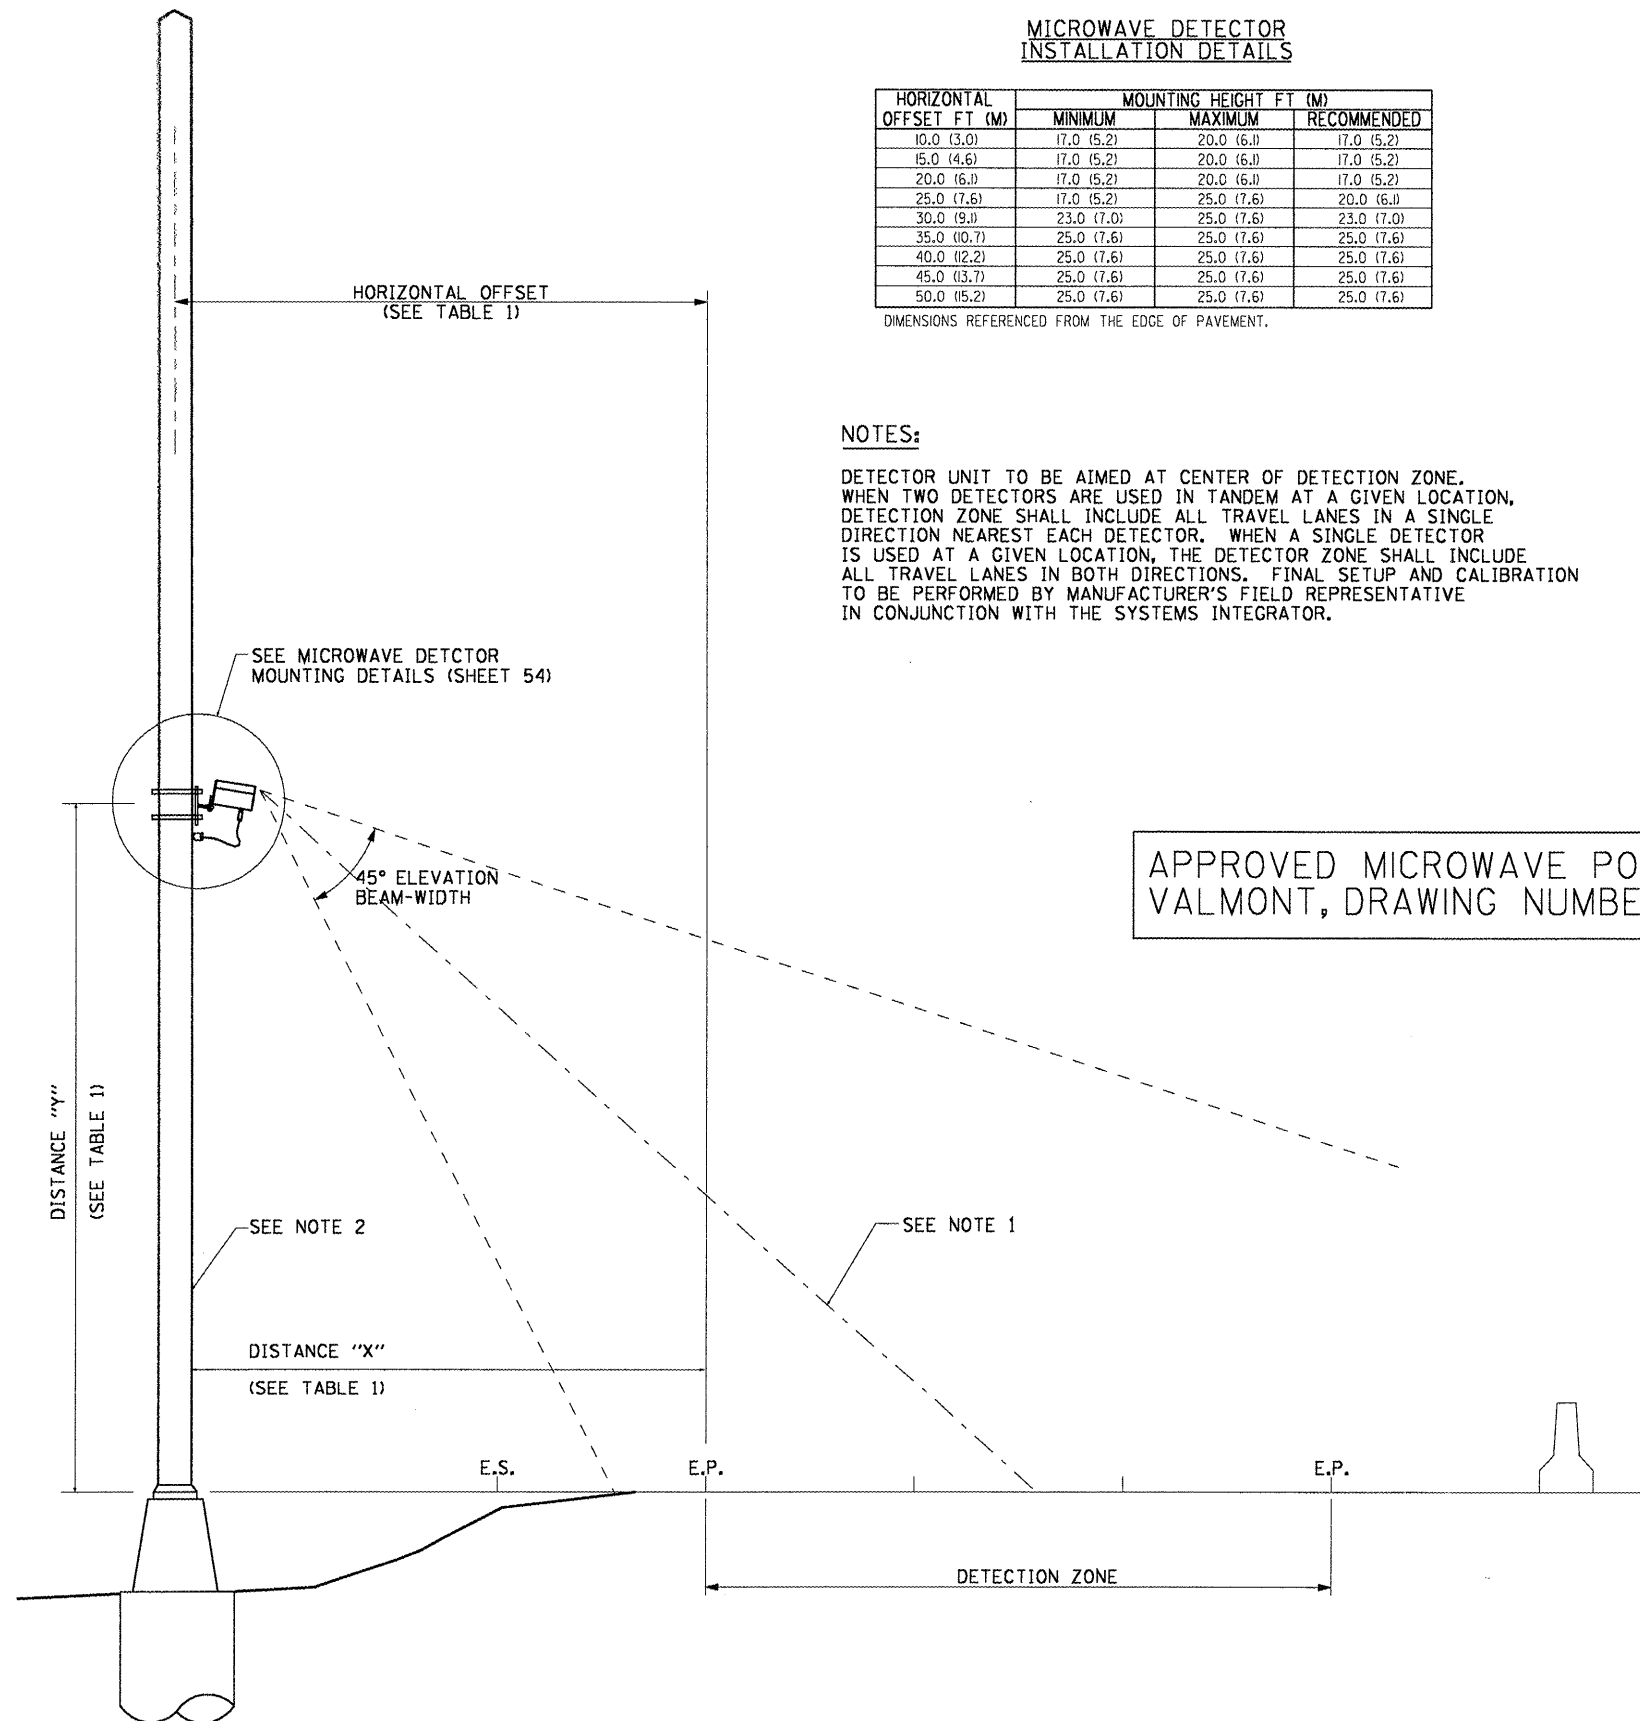 MICROWAVE DETECTOR
INSTALLATION DETAILS
HORIZONTAL OFFSET FT (M) MOUNTING HEIGHT FT (M)
MINIMUM MAXIMUM RECOMMENDED
10.0 (3.0) 17.0 (5.2) 20.0 (6.1) 17.0 (5.2)
15.0 (4.6) 17.0 (5.2) 20.0 (6.1) 17.0 (5.2)
20.0 (6.1) 17.0 (5.2) 20.0 (6.1) 17.0 (5.2)
25.0 (7.6) 17.0 (5.2) 25.0 (7.6) 20.0 (6.1)
30.0 (9.1) 23.0 (7.0) 25.0 (7.6) 23.0 (7.0)
35.0 (10.7) 25.0 (7.6) 25.0 (7.6) 25.0 (7.6)
40.0 (12.2) 25.0 (7.6) 25.0 (7.6) 25.0 (7.6)
45.0 (13.7) 25.0 (7.6) 25.0 (7.6) 25.0 (7.6)
50.0 (15.2) 25.0 (7.6) 25.0 (7.6) 25.0 (7.6)
DIMENSIONS REFERENCED FROM THE EDGE OF PAVEMENT.
HORIZONTAL OFFSET
(SEE TABLE 1)
NOTES:
DETECTOR UNIT TO BE AIMED AT CENTER OF DETECTION ZONE.
WHEN TWO DETECTORS ARE USED IN TANDEM AT A GIVEN LOCATION,
DETECTION ZONE SHALL INCLUDE ALL TRAVEL LANES IN A SINGLE
DIRECTION NEAREST EACH DETECTOR. WHEN A SINGLE DETECTOR
IS USED AT A GIVEN LOCATION, THE DETECTOR ZONE SHALL INCLUDE
ALL TRAVEL LANES IN BOTH DIRECTIONS. FINAL SETUP AND CALIBRATION
TO BE PERFORMED BY MANUFACTURER'S FIELD REPRESENTATIVE
IN CONJUNCTION WITH THE SYSTEMS INTEGRATOR.
SEE MICROWAVE DETCTOR
MOUNTING DETAILS (SHEET 54)
45° ELEVATION
BEAM-WIDTH
APPROVED MICROWAVE PO
VALMONT, DRAWING NUMBE
DISTANCE "Y"
(SEE TABLE 1)
SEE NOTE 2
SEE NOTE 1
DISTANCE "X"
(SEE TABLE 1)
E.S.
E.P.
E.P.
DETECTION ZONE